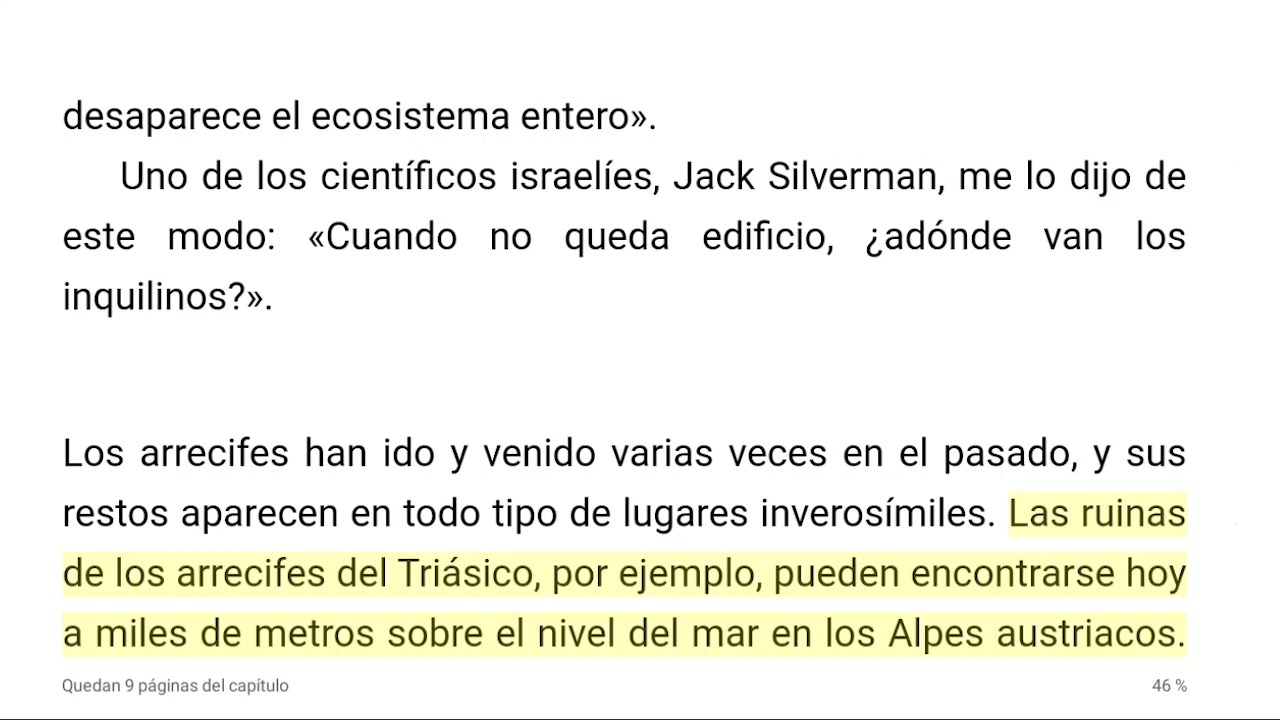 desaparece el ecosistema entero».
Uno de los científicos israelíes, Jack Silverman, me lo dijo de
este modo: «Cuando no queda edificio, ¿adónde van los
inquilinos?».
Los arrecifes han ido y venido varias veces en el pasado, y sus
restos aparecen en todo tipo de lugares inverosímiles. Las ruinas
de los arrecifes del Triásico, por ejemplo, pueden encontrarse hoy
a miles de metros sobre el nivel del mar en los Alpes austriacos.
Quedan 9 páginas del capítulo 46 %